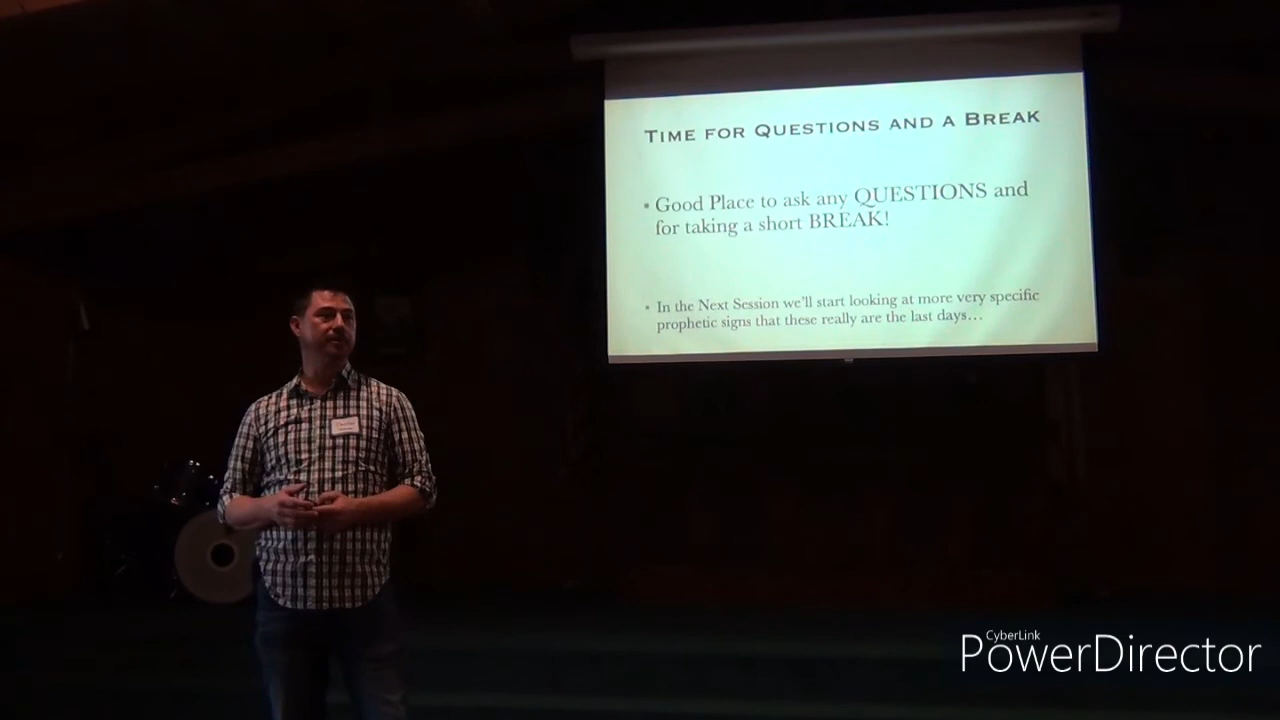 TIME FOR QUESTIONS AND A BREAK
• Good Place to ask any QUESTIONS and
for taking a short BREAK!
• In the Next Session we'll start looking at more very specific
prophetic signs that these really are the last days...
CyberLink
PowerDirector